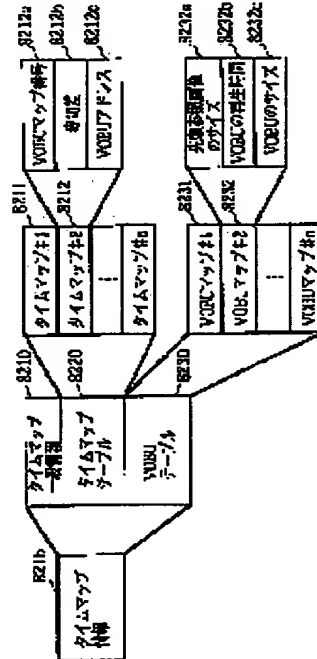 821b
タイムマップ
情報
8210
タイムマップ
一般情報
8220
タイムマップ
テーブル
8230
VOBU
テーブル
8211
タイムマップ#1
8212
タイムマップ#2
タイムマップ#n
8231
VOBUマップ#1
8232
VOBUマップ#2
VOBUマップ#n
8212a
VOBUマップ番号
8212b
時間差
8212c
VOBUアドレス
8232a
先頭参照画像
のサイズ
8232b
VOBUの再生時間
8232c
VOBUのサイズ